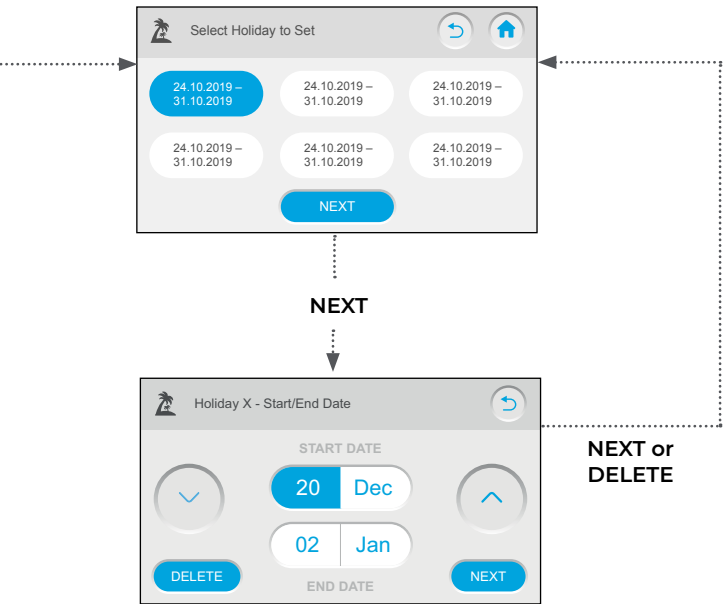 Select Holiday to Set
24.10.2019 – 24.10.2019 – 24.10.2019 –
31.10.2019 31.10.2019 31.10.2019
24.10.2019 – 24.10.2019 – 24.10.2019 –
31.10.2019 31.10.2019 31.10.2019
NEXT
NEXT
Holiday X - Start/End Date
START DATE
20 Dec
02 Jan
DELETE
END DATE
NEXT
NEXT or
DELETE